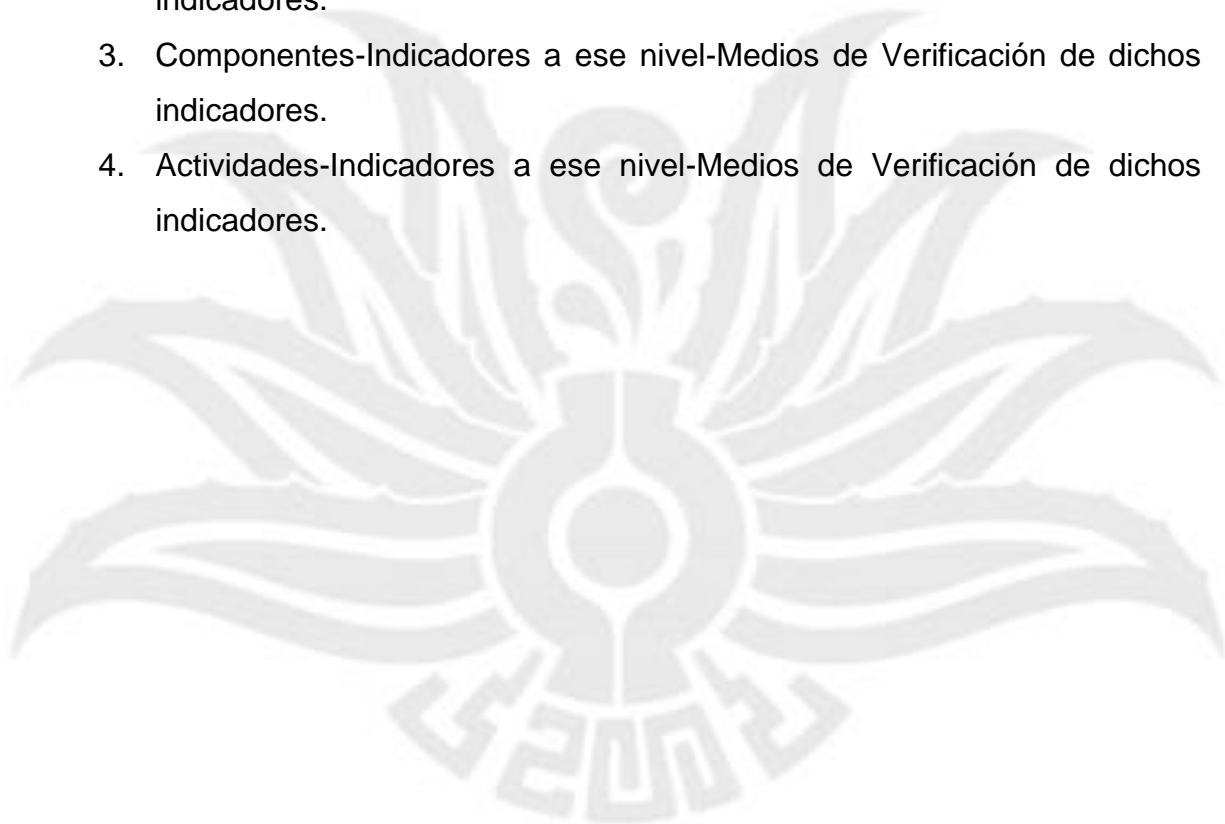 indicadores.
3. Componentes-Indicadores a ese nivel-Medios de Verificación de dichos
indicadores.
4. Actividades-Indicadores a ese nivel-Medios de Verificación de dichos
indicadores.